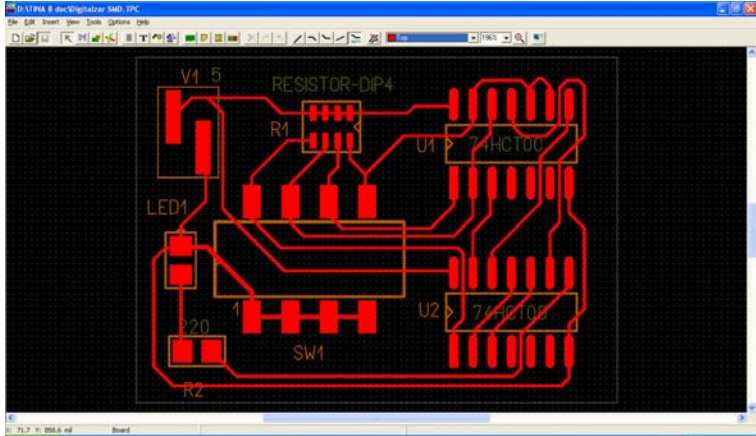 D:\TINA 8 doc\Digitalzar SMD.TPC
File Edit Insert View Tools Options Help
Top
196%
V1 5
RESISTOR-DIP4
R1
U1
74HCT00
LED1
1
U2
74HCT00
220
SW1
R2
X: 71.7 Y: 858.6 mil Board